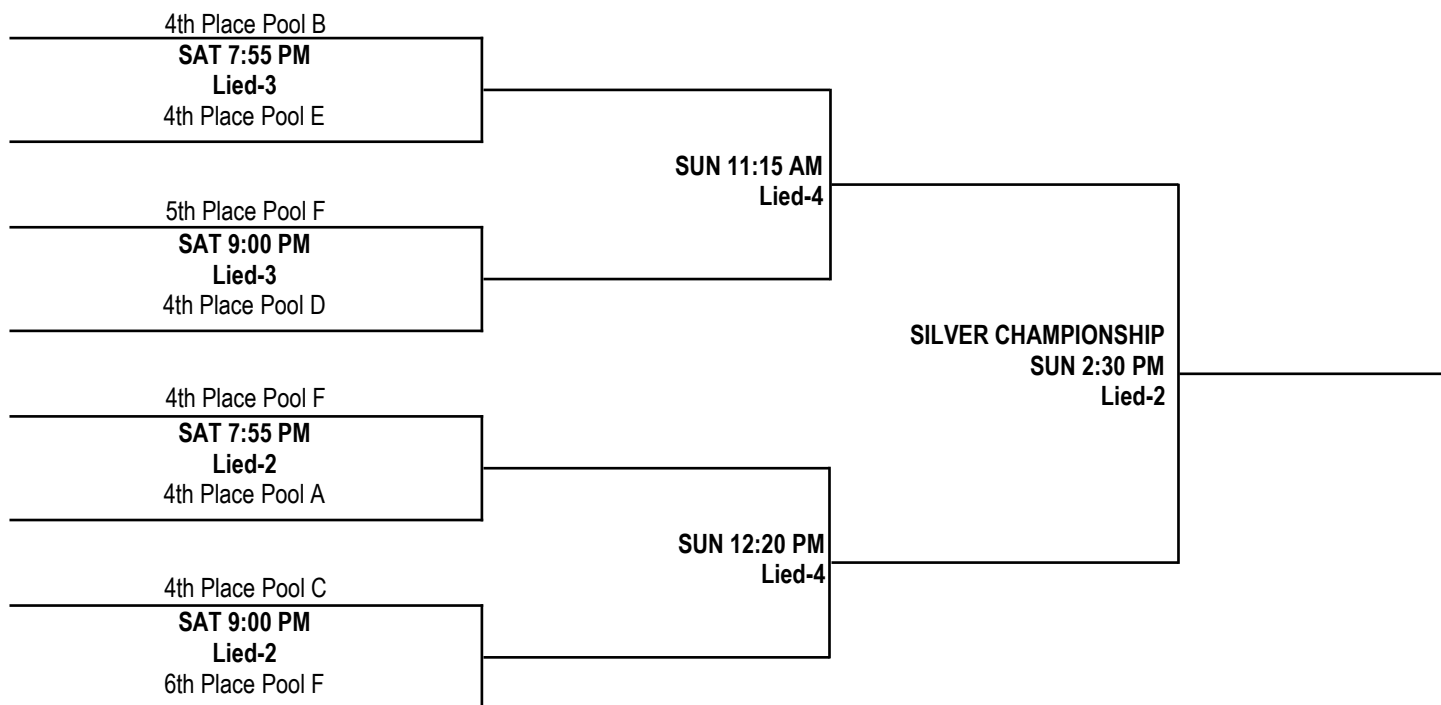 4th Place Pool B
SAT 7:55 PM
Lied-3
4th Place Pool E
SUN 11:15 AM
Lied-4
5th Place Pool F
SAT 9:00 PM
Lied-3
4th Place Pool D
SILVER CHAMPIONSHIP
SUN 2:30 PM
Lied-2
4th Place Pool F
SAT 7:55 PM
Lied-2
4th Place Pool A
SUN 12:20 PM
Lied-4
4th Place Pool C
SAT 9:00 PM
Lied-2
6th Place Pool F